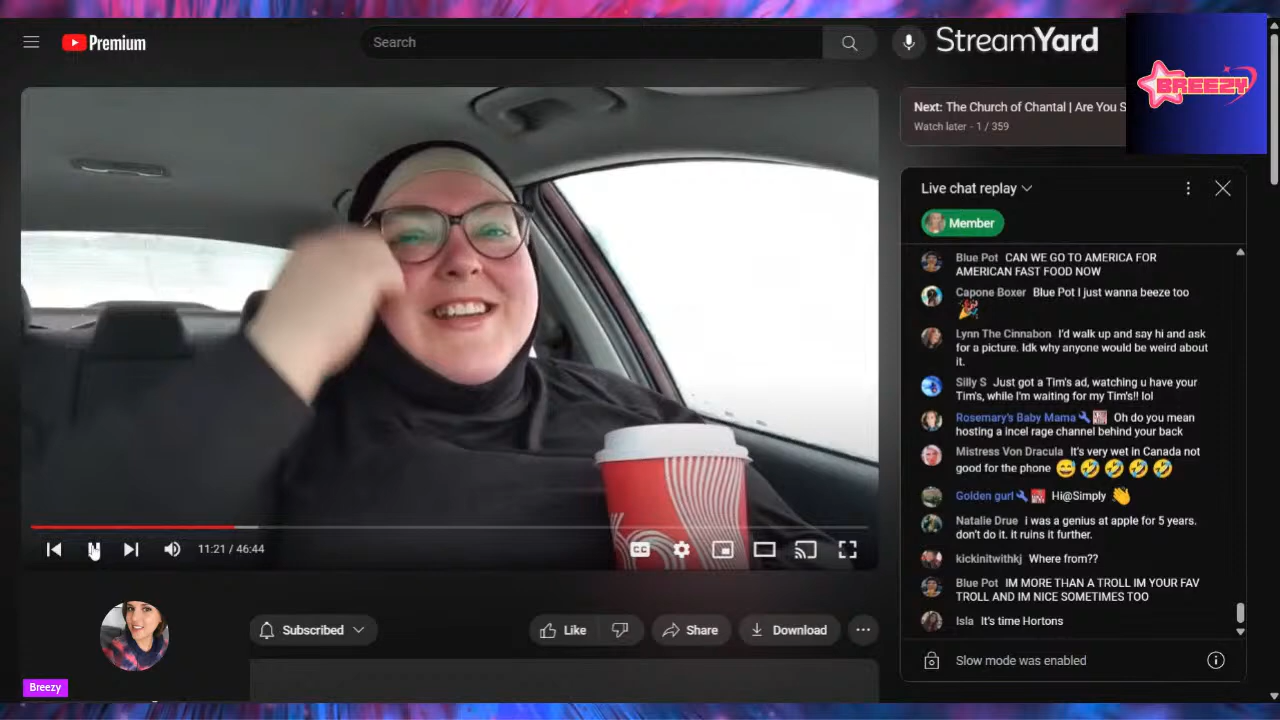 Premium
Search
StreamYard
BREEZY
Next: The Church of Chantal | Are You S
Watch later - 1 / 359
Live chat replay
Member
Blue Pot CAN WE GO TO AMERICA FOR
AMERICAN FAST FOOD NOW
Capone Boxer Blue Pot I just wanna beeze too
🎉
Lynn The Cinnabon I'd walk up and say hi and ask
for a picture. Idk why anyone would be weird about
it.
Silly S Just got a Tim's ad, watching u have your
Tim's, while I'm waiting for my Tim's!! lol
Rosemary's Baby Mama Oh do you mean
hosting a incel rage channel behind your back
Mistress Von Dracula It's very wet in Canada not
good for the phone 😅🤣🤣🤣🤣
Golden gurl Hi@Simply 👋
Natalie Drue I was a genius at apple for 5 years.
don't do it. it ruins it further.
kickinitwithkj Where from??
Blue Pot IM MORE THAN A TROLL IM YOUR FAV
TROLL AND IM NICE SOMETIMES TOO
Isla It's time Hortons
Slow mode was enabled
11:21 / 46:44
CC
Subscribed
Like
Share
Download
Breezy